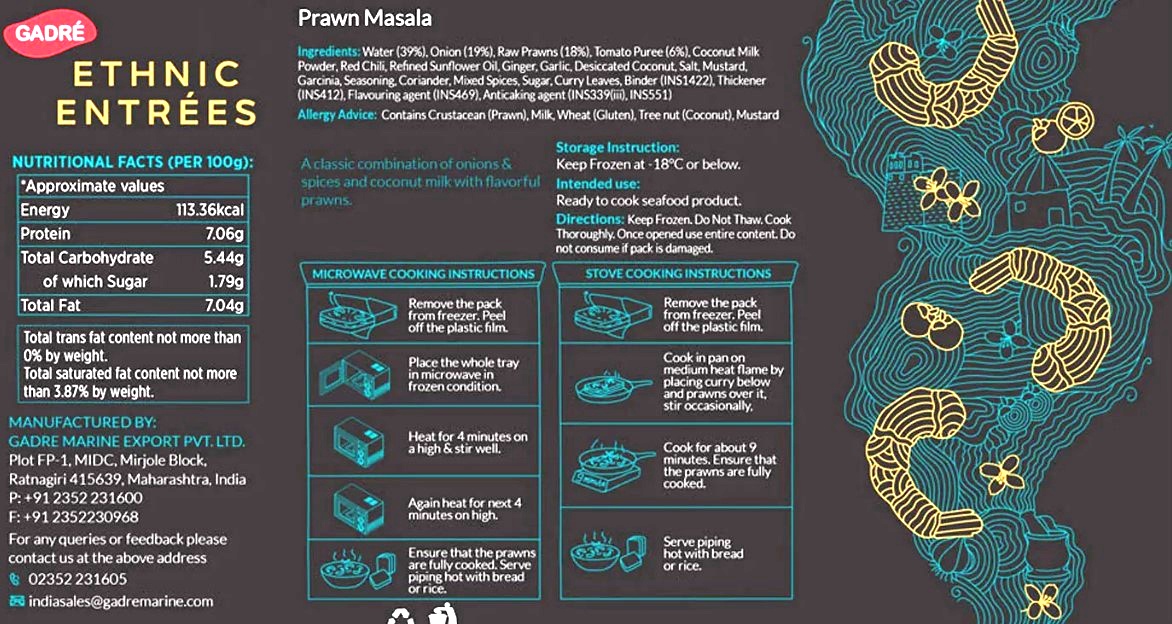 GADRÉ
ETHNIC
ENTRÉES
NUTRITIONAL FACTS (PER 100g):
*Approximate values
Energy 113.36kcal
Protein 7.06g
Total Carbohydrate 5.44g
of which Sugar 1.79g
Total Fat 7.04g
Total trans fat content not more than
0% by weight.
Total saturated fat content not more
than 3.87% by weight.
MANUFACTURED BY:
GADRE MARINE EXPORT PVT. LTD.
Plot FP-1, MIDC, Mirjole Block,
Ratnagiri 415639, Maharashtra, India
P: +91 2352 231600
F: +91 2352230968
For any queries or feedback please
contact us at the above address
02352 231605
indiasales@gadremarine.com
Prawn Masala
Ingredients: Water (39%), Onion (19%), Raw Prawns (18%), Tomato Puree (6%), Coconut Milk
Powder, Red Chili, Refined Sunflower Oil, Ginger, Garlic, Desiccated Coconut, Salt, Mustard,
Garcinia, Seasoning, Coriander, Mixed Spices, Sugar, Curry Leaves, Binder (INS1422), Thickener
(INS412), Flavouring agent (INS469), Anticaking agent (INS339(iii), INS551)
Allergy Advice: Contains Crustacean (Prawn), Milk, Wheat (Gluten), Tree nut (Coconut), Mustard
A classic combination of onions &
spices and coconut milk with flavorful
prawns.
Storage Instruction:
Keep Frozen at -18°C or below.
Intended use:
Ready to cook seafood product.
Directions: Keep Frozen. Do Not Thaw. Cook
Thoroughly. Once opened use entire content. Do
not consume if pack is damaged.
MICROWAVE COOKING INSTRUCTIONS
Remove the pack
from freezer. Peel
off the plastic film.
Place the whole tray
in microwave in
frozen condition.
Heat for 4 minutes on
a high & stir well.
Again heat for next 4
minutes on high.
Ensure that the prawns
are fully cooked. Serve
piping hot with bread
or rice.
STOVE COOKING INSTRUCTIONS
Remove the pack
from freezer. Peel
off the plastic film.
Cook in pan on
medium heat flame by
placing curry below
and prawns over it,
stir occasionally,
Cook for about 9
minutes. Ensure that
the prawns are fully
cooked.
9 minute
Serve piping
hot with bread
or rice.